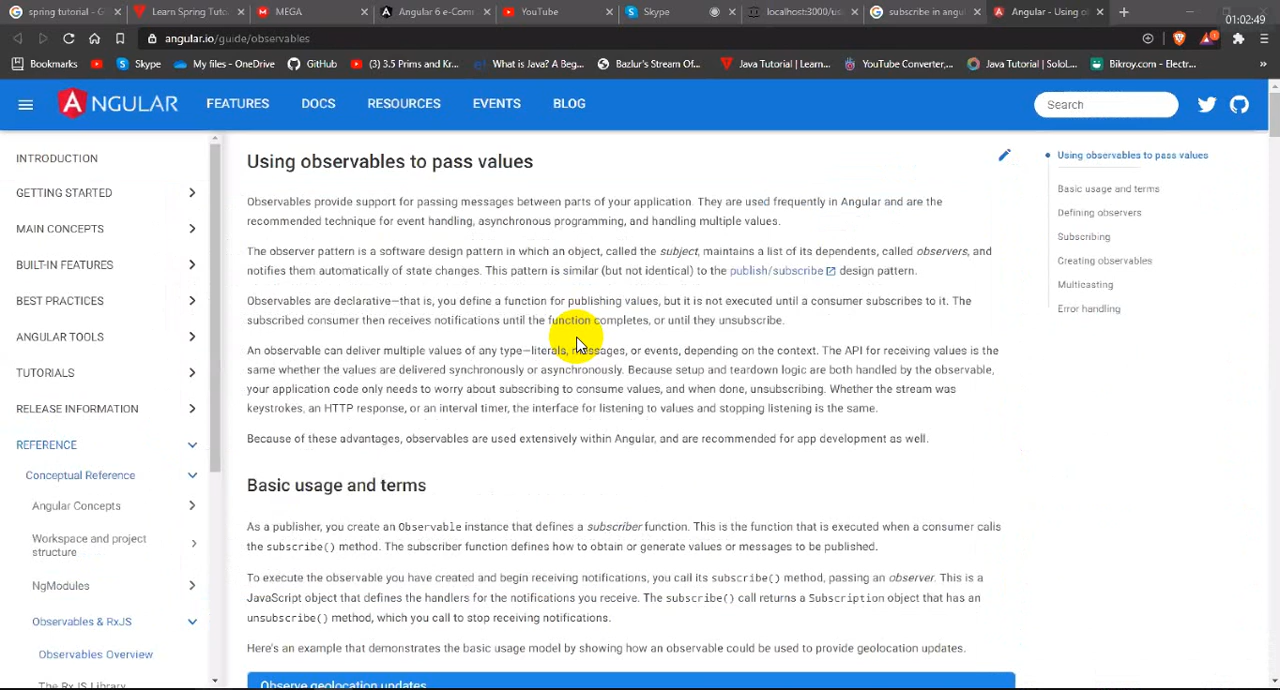 spring tutorial - G
Learn Spring Tuto
MEGA
Angular 6 e-Comm
YouTube
Skype
localhost:3000/us
subscribe in angul
Angular - Using o
01:02:49
angular.io/guide/observables
Bookmarks
Skype
My files - OneDrive
GitHub
(3) 3.5 Prims and Kr...
What is Java? A Beg...
Bazlur's Stream Of...
Java Tutorial | Learn...
YouTube Converter,...
Java Tutorial | SoloL...
Bikroy.com - Electr...
ANGULAR
FEATURES
DOCS
RESOURCES
EVENTS
BLOG
Search
INTRODUCTION
GETTING STARTED
MAIN CONCEPTS
BUILT-IN FEATURES
BEST PRACTICES
ANGULAR TOOLS
TUTORIALS
RELEASE INFORMATION
REFERENCE
Conceptual Reference
Angular Concepts
Workspace and project
structure
NgModules
Observables & RxJS
Observables Overview
The RxJS Library
Using observables to pass values
Observables provide support for passing messages between parts of your application. They are used frequently in Angular and are the
recommended technique for event handling, asynchronous programming, and handling multiple values.
The observer pattern is a software design pattern in which an object, called the subject, maintains a list of its dependents, called observers, and
notifies them automatically of state changes. This pattern is similar (but not identical) to the publish/subscribe design pattern.
Observables are declarative—that is, you define a function for publishing values, but it is not executed until a consumer subscribes to it. The
subscribed consumer then receives notifications until the function completes, or until they unsubscribe.
An observable can deliver multiple values of any type—literals, messages, or events, depending on the context. The API for receiving values is the
same whether the values are delivered synchronously or asynchronously. Because setup and teardown logic are both handled by the observable,
your application code only needs to worry about subscribing to consume values, and when done, unsubscribing. Whether the stream was
keystrokes, an HTTP response, or an interval timer, the interface for listening to values and stopping listening is the same.
Because of these advantages, observables are used extensively within Angular, and are recommended for app development as well.
Basic usage and terms
As a publisher, you create an Observable instance that defines a subscriber function. This is the function that is executed when a consumer calls
the subscribe() method. The subscriber function defines how to obtain or generate values or messages to be published.
To execute the observable you have created and begin receiving notifications, you call its subscribe() method, passing an observer. This is a
JavaScript object that defines the handlers for the notifications you receive. The subscribe() call returns a Subscription object that has an
unsubscribe() method, which you call to stop receiving notifications.
Here's an example that demonstrates the basic usage model by showing how an observable could be used to provide geolocation updates.
Observe geolocation updates
Using observables to pass values
Basic usage and terms
Defining observers
Subscribing
Creating observables
Multicasting
Error handling